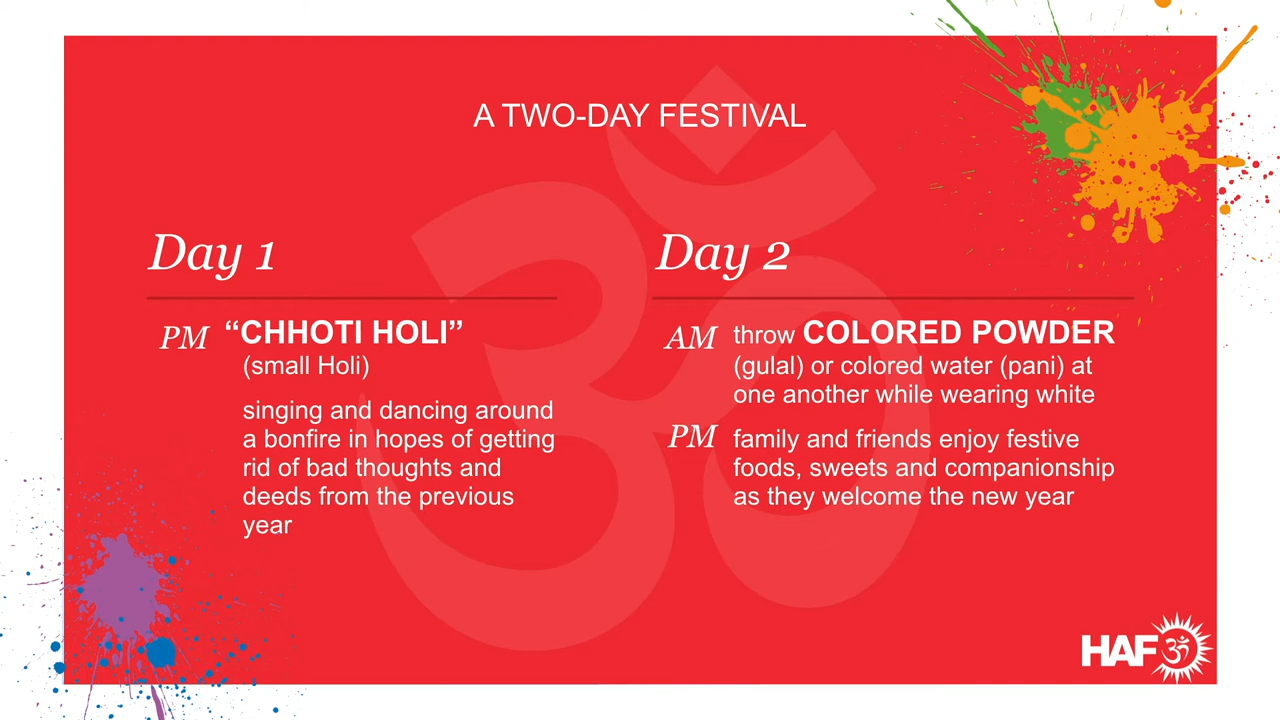 A TWO-DAY FESTIVAL
Day 1
PM “CHHOTI HOLI”
(small Holi)
singing and dancing around
a bonfire in hopes of getting
rid of bad thoughts and
deeds from the previous
year
Day 2
AM throw COLORED POWDER
(gulal) or colored water (pani) at
one another while wearing white
PM family and friends enjoy festive
foods, sweets and companionship
as they welcome the new year
HAF ॐ
ॐ